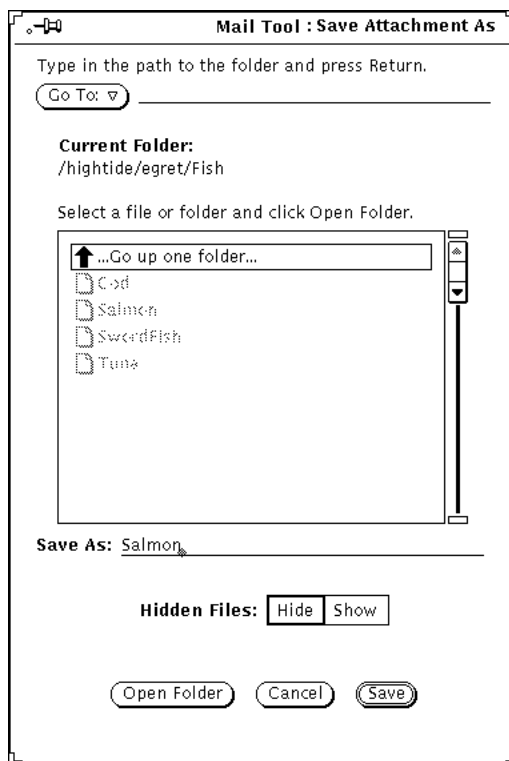 Mail Tool : Save Attachment As
Type in the path to the folder and press Return.
Go To:
Current Folder:
/hightide/egret/Fish
Select a file or folder and click Open Folder.
...Go up one folder...
Cod
Salmon
SwordFish
Tuna
Save As: Salmon
Hidden Files: Hide Show
Open Folder Cancel Save